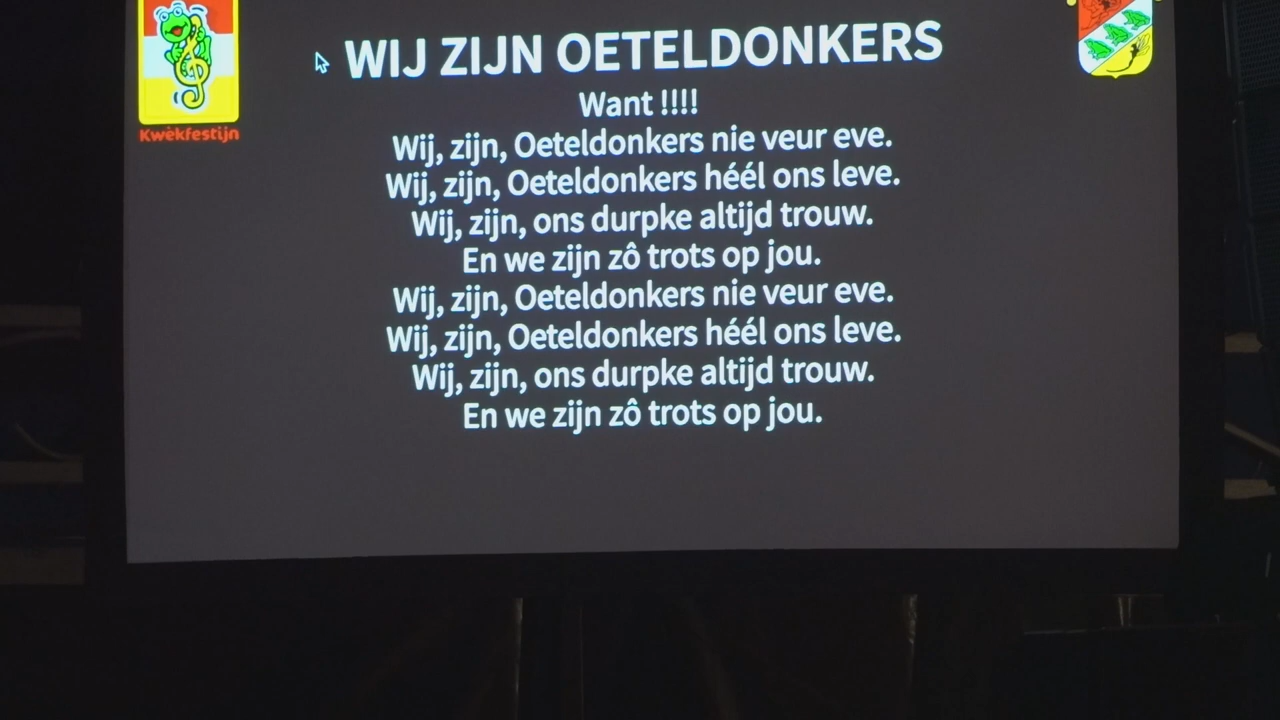 WIJ ZIJN OETELDONKERS
Kwèkfestijn
Want !!!!
Wij, zijn, Oeteldonkers nie veur eve.
Wij, zijn, Oeteldonkers héél ons leve.
Wij, zijn, ons durpke altijd trouw.
En we zijn zô trots op jou.
Wij, zijn, Oeteldonkers nie veur eve.
Wij, zijn, Oeteldonkers héél ons leve.
Wij, zijn, ons durpke altijd trouw.
En we zijn zô trots op jou.